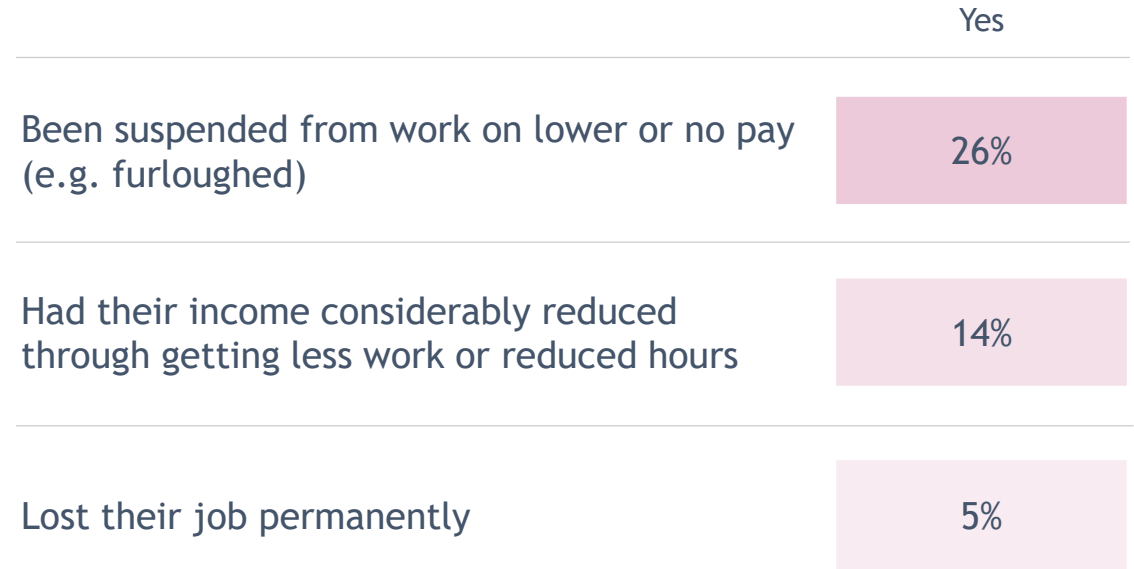 Yes
Been suspended from work on lower or no pay
(e.g. furloughed)
26%
Had their income considerably reduced
through getting less work or reduced hours
14%
Lost their job permanently
5%